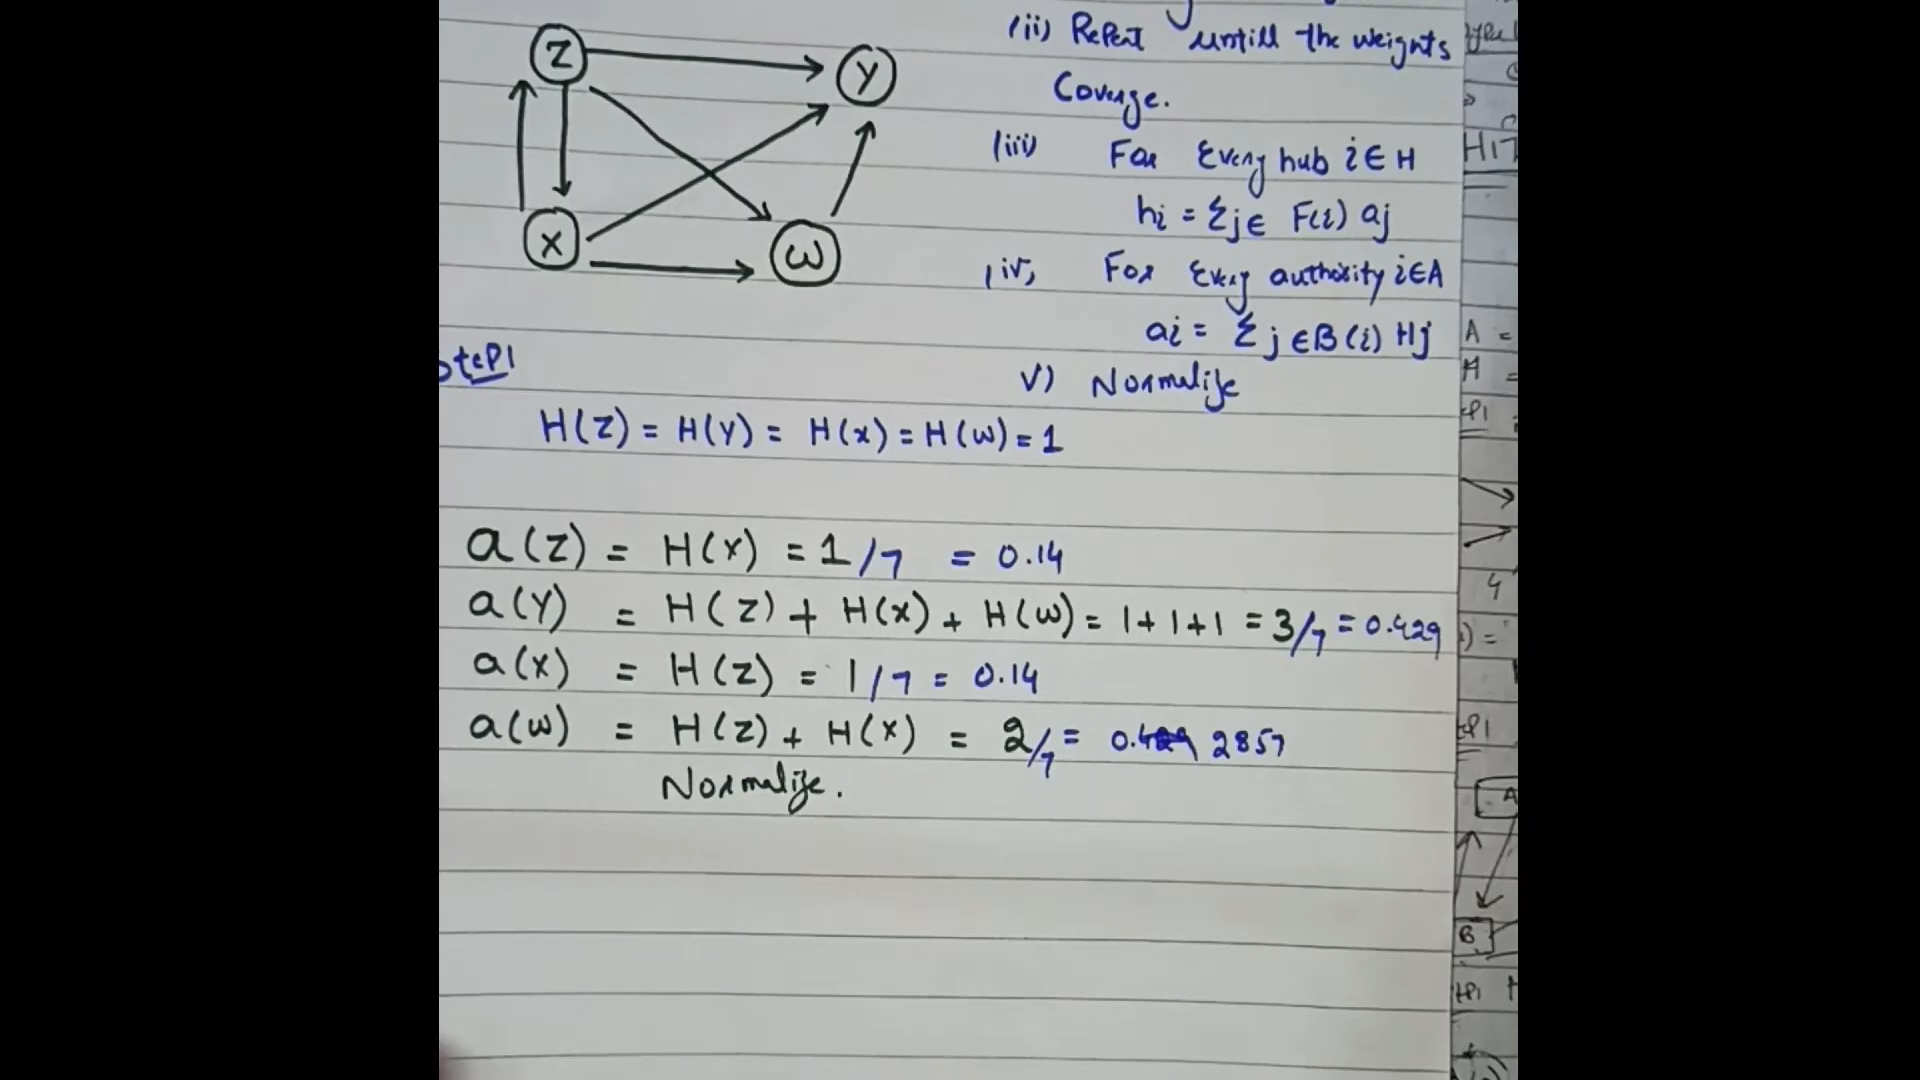 Z
Y
X
W
(ii) Repeat untill the weights
Coverge.
(iii) For Every hub i∈H
hi = Σj∈ F(i) aj
(iv) For Every authority i∈A
ai = Σj∈B(i) Hj
V) Normalize
Step1
H(Z) = H(Y) = H(x) = H(w) = 1
a(Z) = H(X) = 1/7 = 0.14
a(Y) = H(Z) + H(X) + H(W) = 1+1+1 = 3/7 = 0.429
a(X) = H(Z) = 1/7 = 0.14
a(W) = H(Z) + H(X) = 2/7 = 0.2857
Normalize.
A =
H =
4
A
B